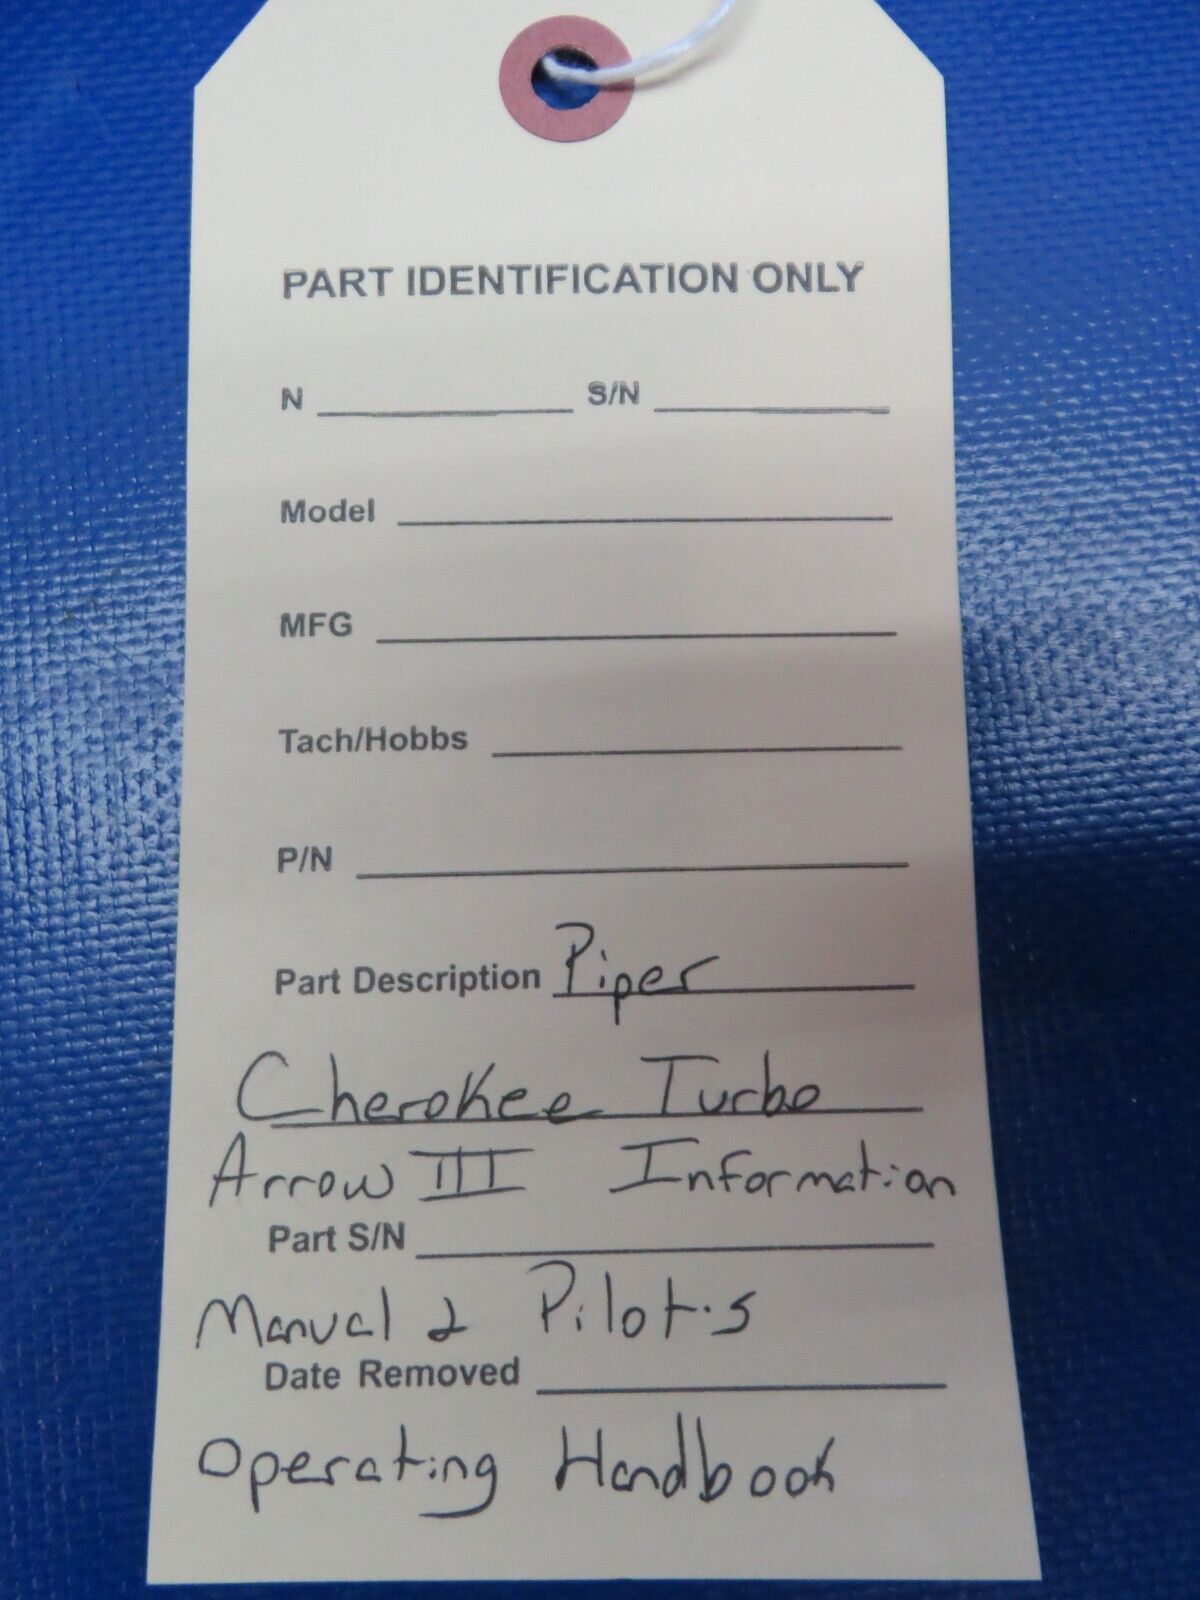 PART IDENTIFICATION ONLY
N S/N
Model
MFG
Tach/Hobbs
P/N
Part Description Piper
Cherokee Turbo
Arrow III Information
Part S/N
Manual & Pilot's
Date Removed
Operating Handbook